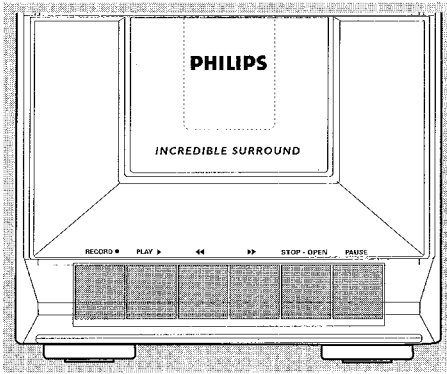 PHILIPS
INCREDIBLE SURROUND
RECORD ● PLAY ▶ ◀◀ ▶▶ STOP - OPEN PAUSE